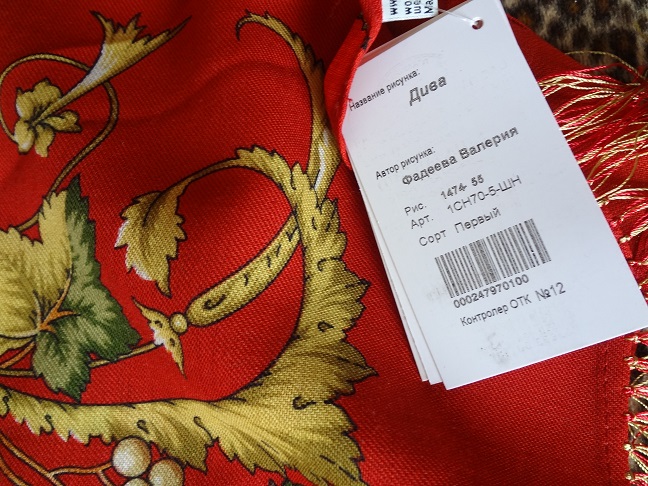 Название рисунка:
Дива
Автор рисунка:
Фадеева Валерия
Рис. 1474- 55
Арт. 1СН70-5-ШН
Сорт Первый
000247970100
Контролер ОТК №12